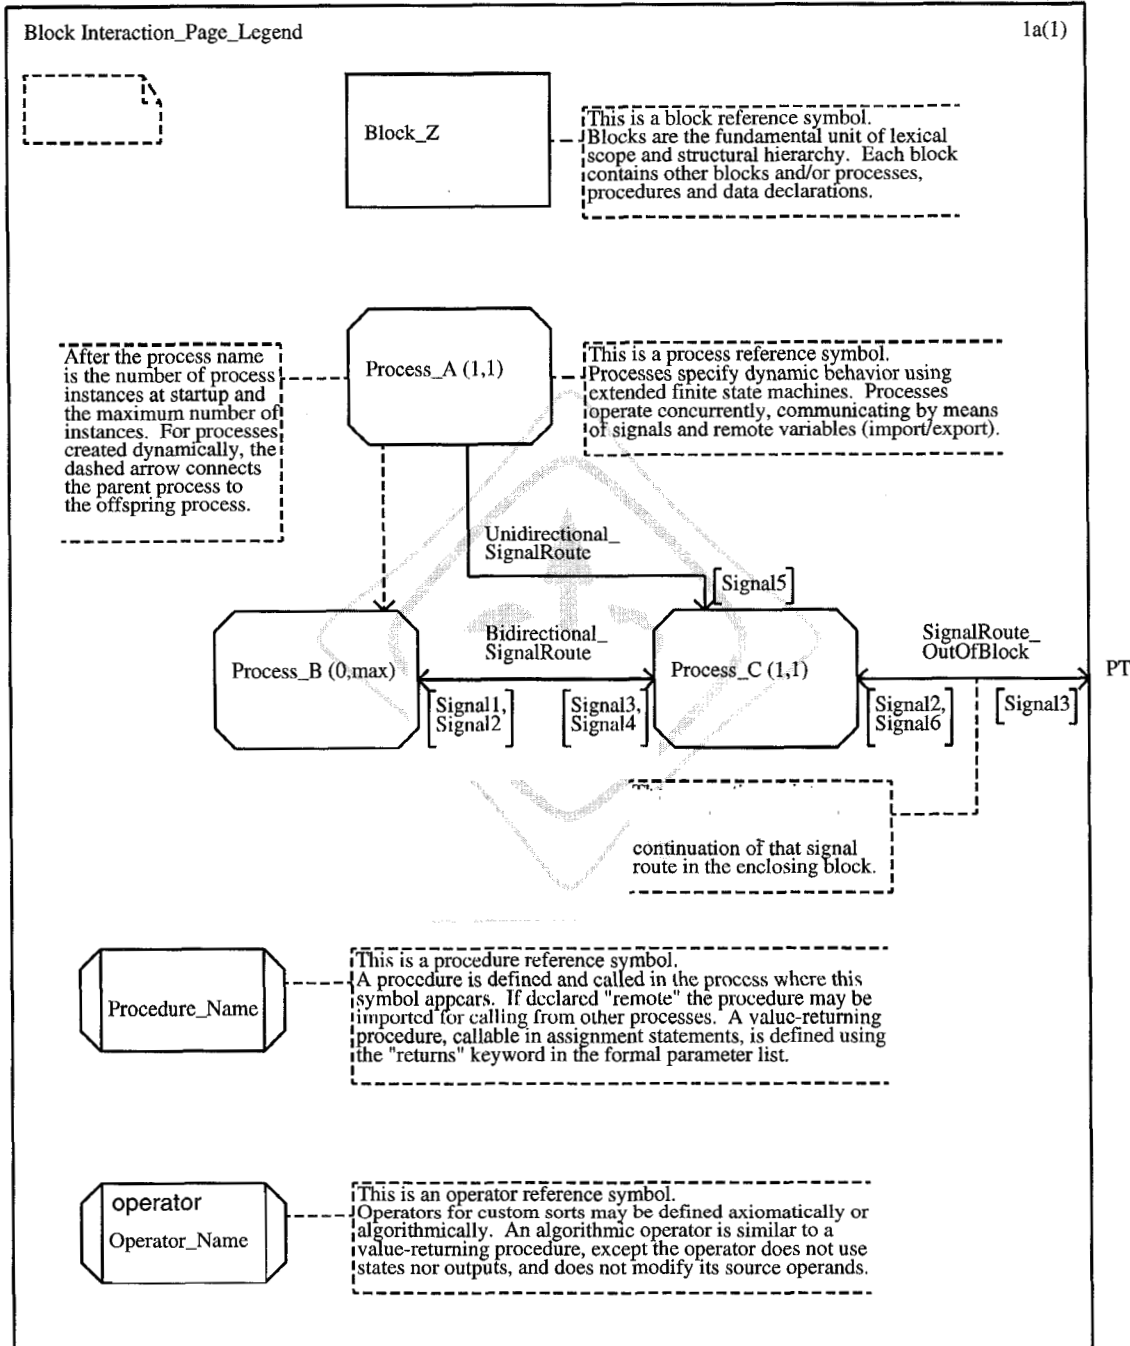 Block Interaction_Page_Legend
1a(1)
Block_Z
This is a block reference symbol.
Blocks are the fundamental unit of lexical
scope and structural hierarchy. Each block
contains other blocks and/or processes,
procedures and data declarations.
After the process name
is the number of process
instances at startup and
the maximum number of
instances. For processes
created dynamically, the
dashed arrow connects
the parent process to
the offspring process.
Process_A (1,1)
This is a process reference symbol.
Processes specify dynamic behavior using
extended finite state machines. Processes
operate concurrently, communicating by means
of signals and remote variables (import/export).
Unidirectional_
SignalRoute
[Signal5]
Process_B (0,max)
Bidirectional_
SignalRoute
[Signal1,
Signal2]
[Signal3,
Signal4]
Process_C (1,1)
SignalRoute_
OutOfBlock
PT
[Signal2,
Signal6]
[Signal3]
continuation of that signal
route in the enclosing block.
Procedure_Name
This is a procedure reference symbol.
A procedure is defined and called in the process where this
symbol appears. If declared "remote" the procedure may be
imported for calling from other processes. A value-returning
procedure, callable in assignment statements, is defined using
the "returns" keyword in the formal parameter list.
operator
Operator_Name
This is an operator reference symbol.
Operators for custom sorts may be defined axiomatically or
algorithmically. An algorithmic operator is similar to a
value-returning procedure, except the operator does not use
states nor outputs, and does not modify its source operands.